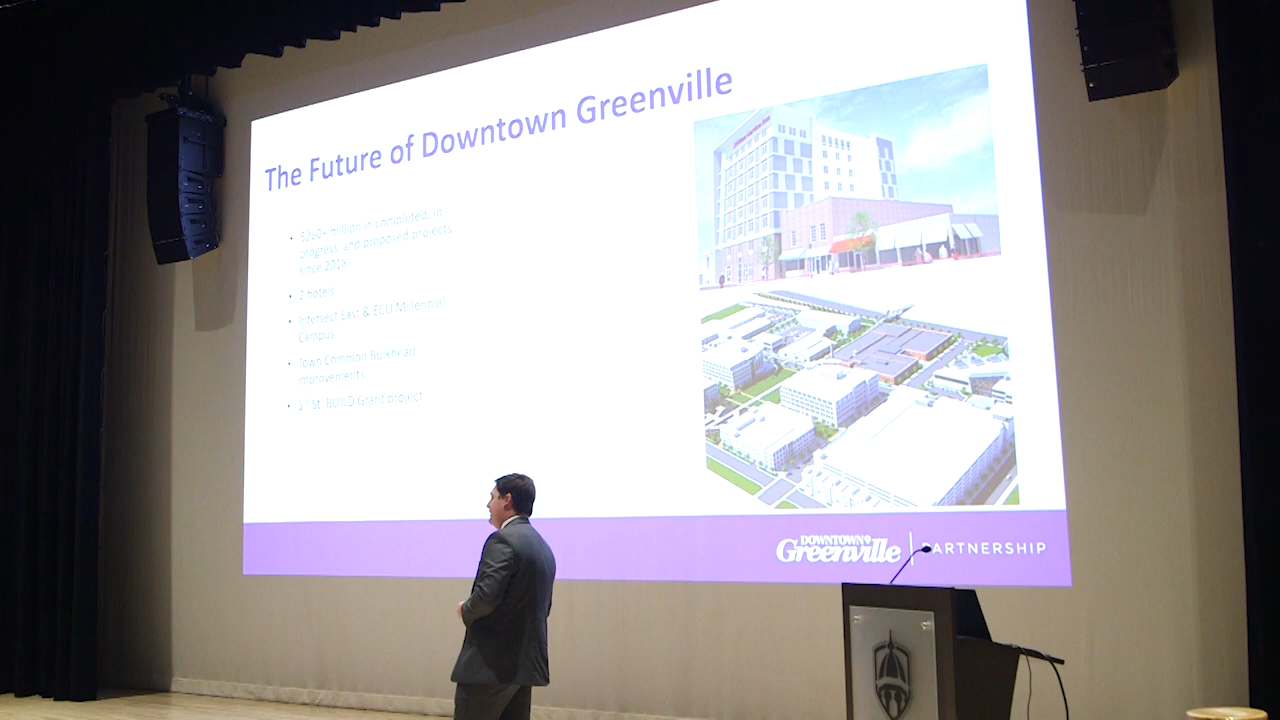 The Future of Downtown Greenville
• $260+ million in completed, in
progress, and proposed projects
since 2018
• 2 hotels
• Intersect East & ECU Millennial
Campus
• Town Common Bulkhead
improvements
• 5th St. BUILD Grant project
DOWNTOWN
Greenville
PARTNERSHIP